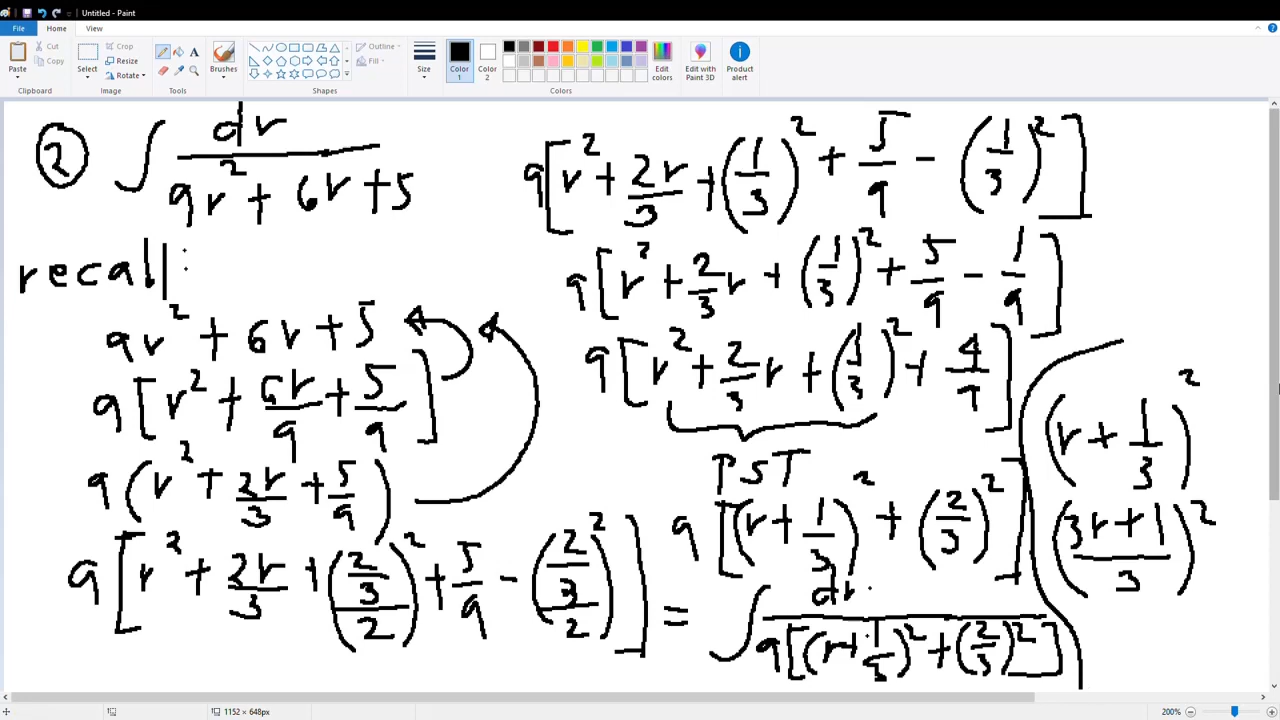 Untitled - Paint
File Home View
Paste Cut Copy
Clipboard
Select Crop Resize Rotate
Image
A
Tools
Brushes
Outline Fill
Shapes
Size
Color 1 Color 2
Edit colors
Colors
Edit with Paint 3D
Product alert
② ∫ dr / (9r² + 6r + 5)
recall:
9r² + 6r + 5
9[r² + 6r/9 + 5/9]
9(r² + 2r/3 + 5/9)
9[r² + 2r/3 + ((2/3)/2)² + 5/9 - ((2/3)/2)²]
9[r² + 2r/3 + (1/3)² + 5/9 - (1/3)²]
9[r² + 2/3 r + (1/3)² + 5/9 - 1/9]
9[r² + 2/3 r + (1/3)² + 4/9]
PST
9[(r + 1/3)² + (2/3)²]
= ∫ dr / 9[(r + 1/3)² + (2/3)²]
(r + 1/3)²
((3r + 1)/3)²
1152 × 648px
200%